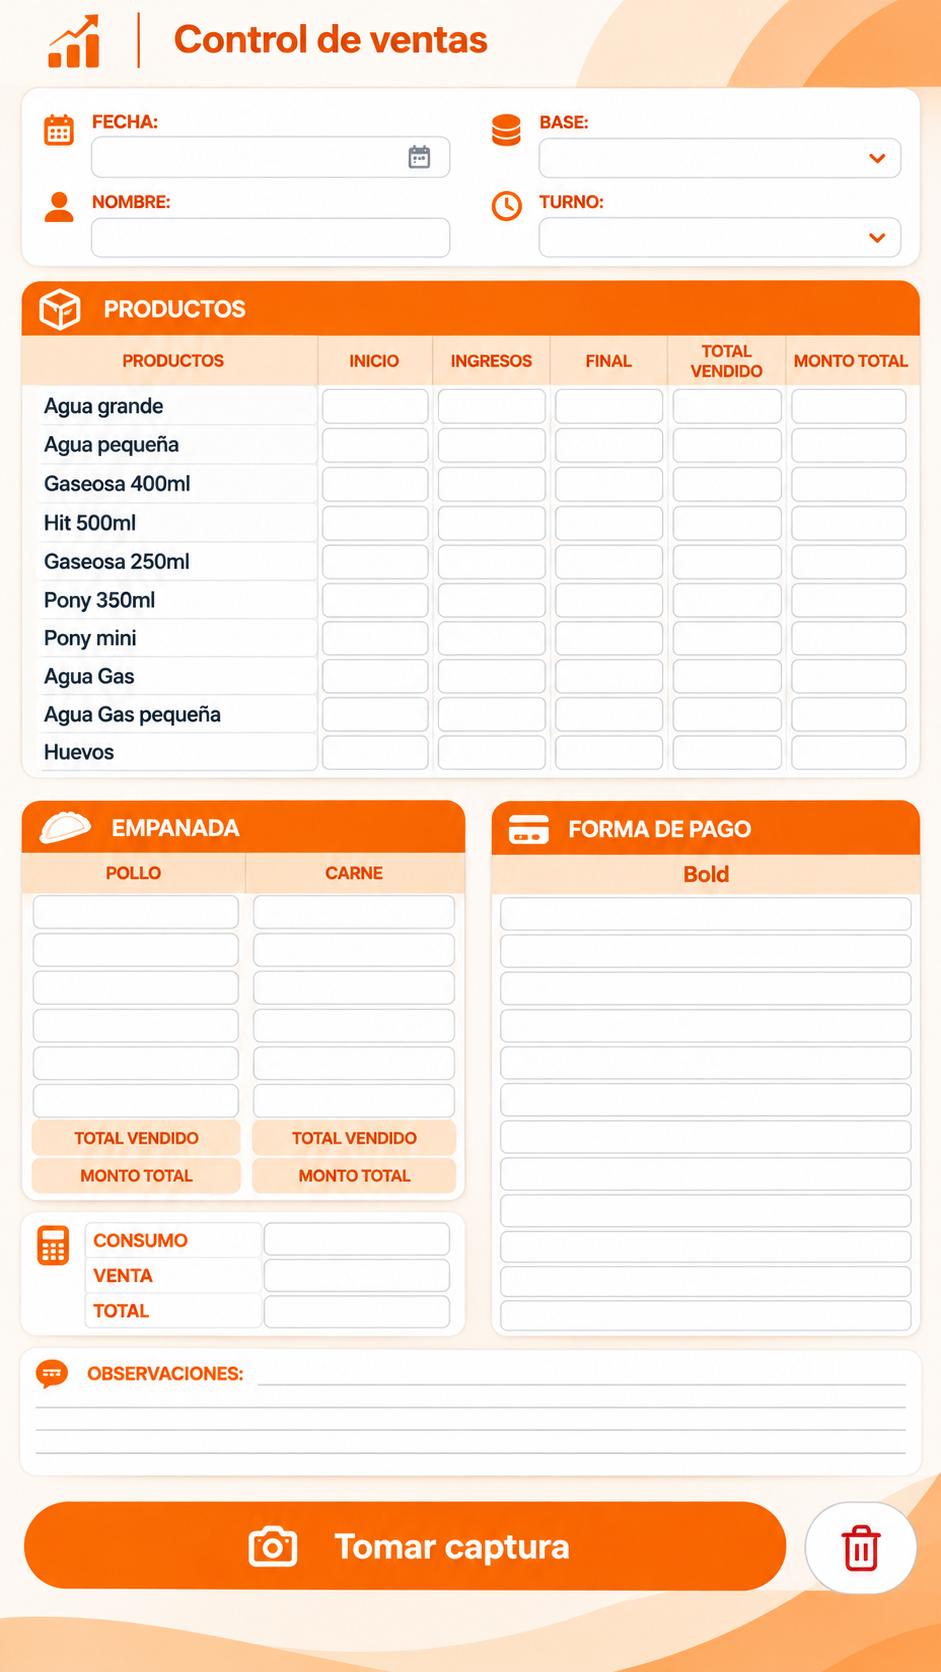 Control de ventas
FECHA:
BASE:
NOMBRE:
TURNO:
PRODUCTOS
PRODUCTOS INICIO INGRESOS FINAL TOTAL VENDIDO MONTO TOTAL
Agua grande
Agua pequeña
Gaseosa 400ml
Hit 500ml
Gaseosa 250ml
Pony 350ml
Pony mini
Agua Gas
Agua Gas pequeña
Huevos
EMPANADA
POLLO CARNE
TOTAL VENDIDO TOTAL VENDIDO
MONTO TOTAL MONTO TOTAL
FORMA DE PAGO
Bold
CONSUMO
VENTA
TOTAL
OBSERVACIONES:
Tomar captura